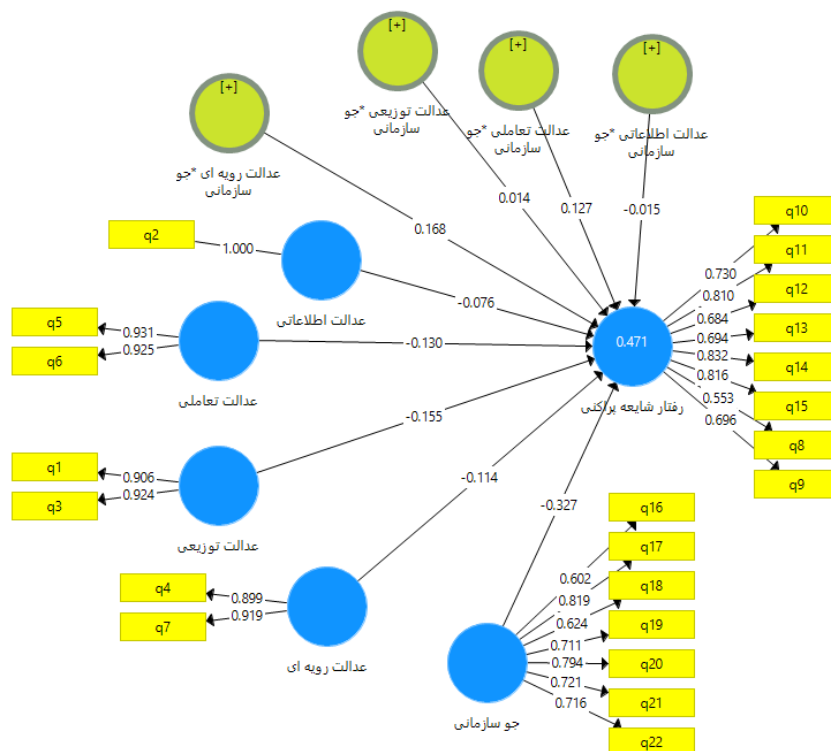 [+]
عدالت توزیعی *جو
سازمانی
[+]
عدالت تعاملی *جو
سازمانی
[+]
عدالت اطلاعاتی *جو
سازمانی
[+]
عدالت رویه ای *جو
سازمانی
0.168
0.014
0.127
-0.015
q2
1.000
عدالت اطلاعاتی
-0.076
q5
0.931
q6
0.925
عدالت تعاملی
-0.130
q1
0.906
q3
0.924
عدالت توزیعی
-0.155
q4
0.899
q7
0.919
عدالت رویه ای
-0.114
0.471
رفتار شایعه پراکنی
0.730
q10
0.810
q11
0.684
q12
0.694
q13
0.832
q14
0.816
q15
0.553
q8
0.696
q9
-0.327
جو سازمانی
0.602
q16
0.819
q17
0.624
q18
0.711
q19
0.794
q20
0.721
q21
0.716
q22